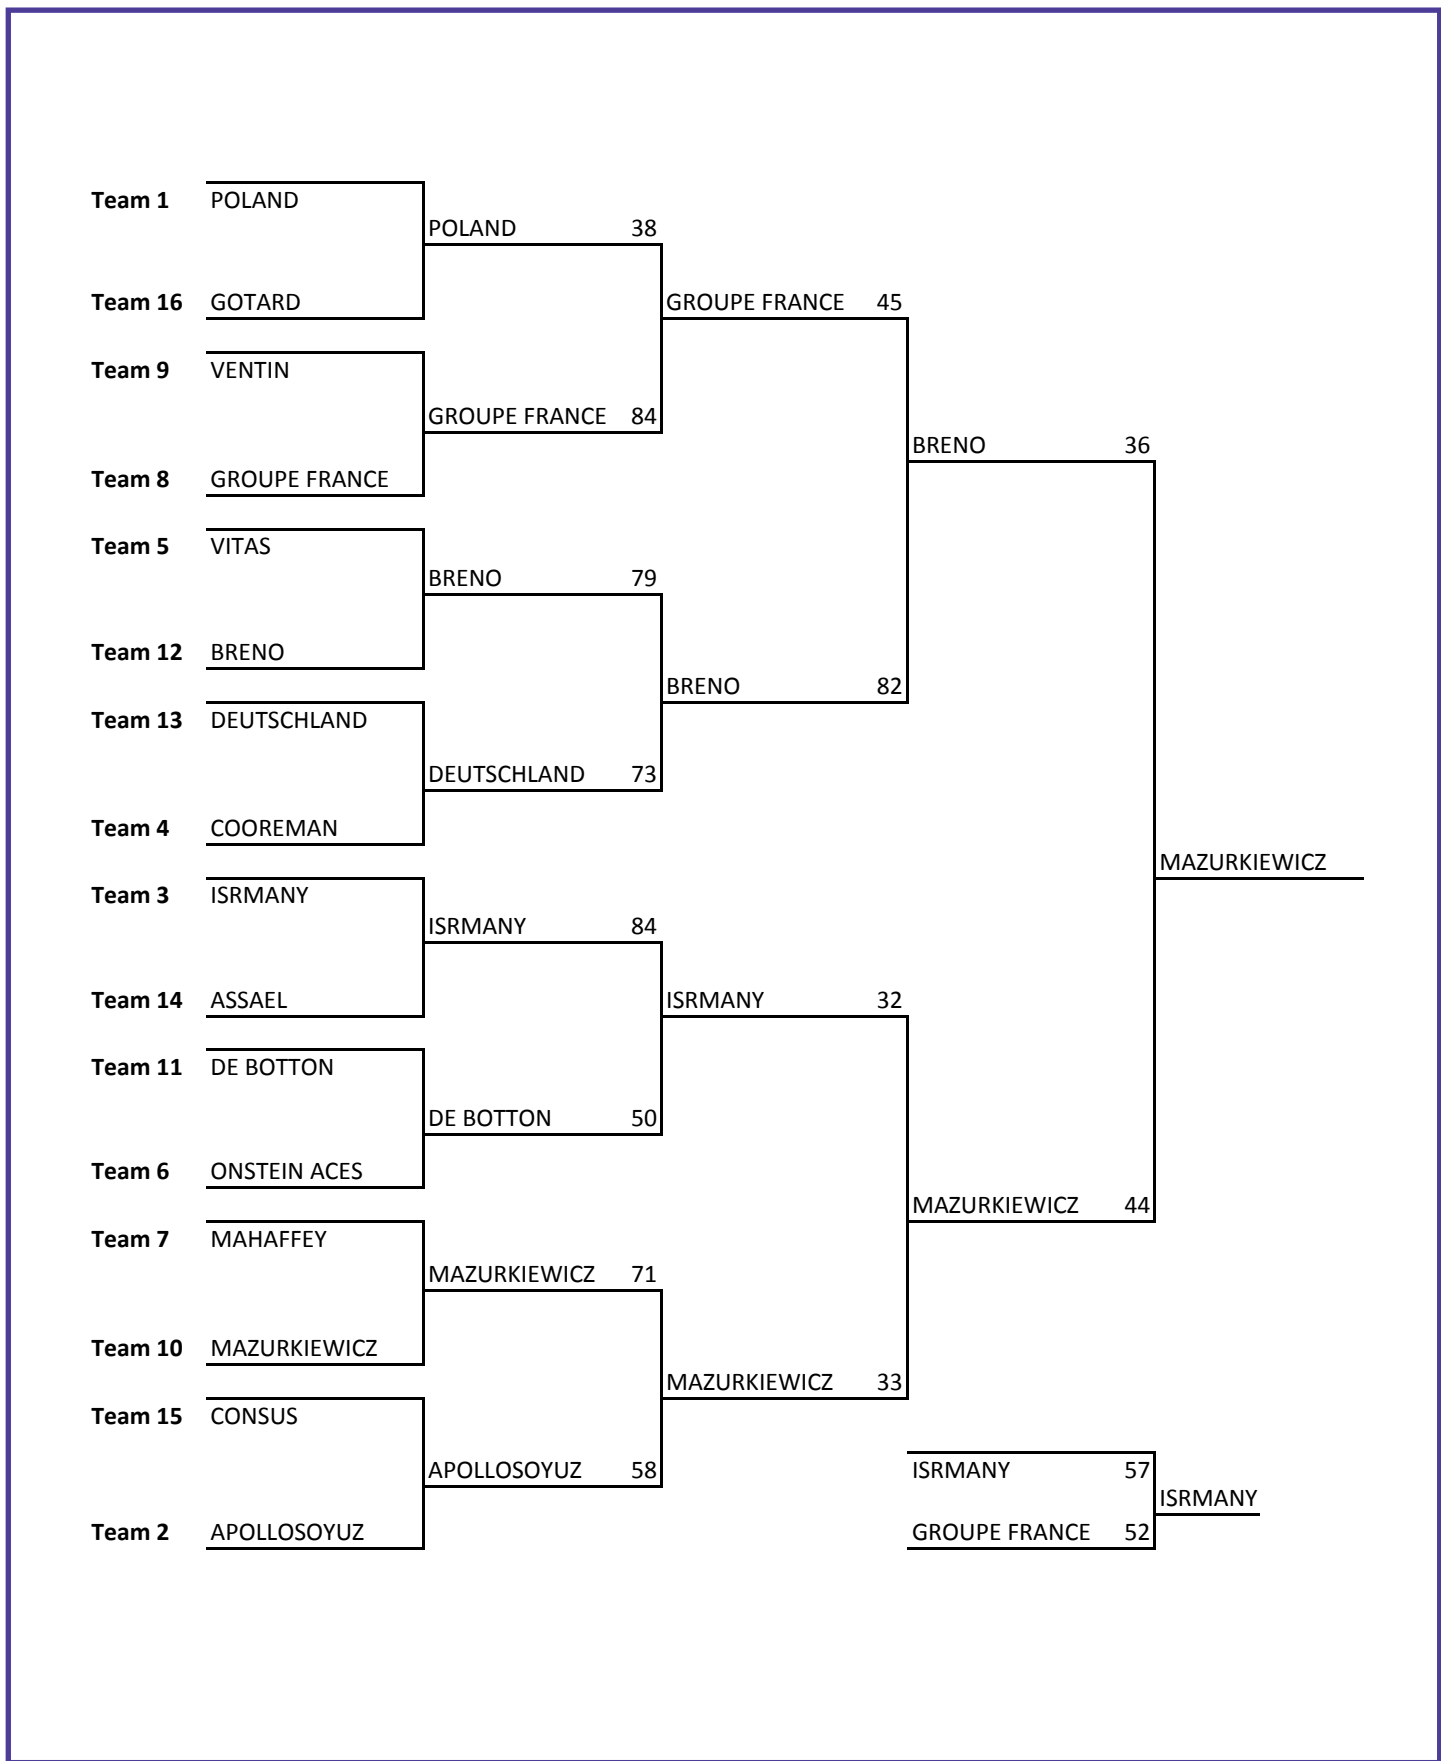 Team 1 POLAND
POLAND 38
Team 16 GOTARD
GROUPE FRANCE 45
Team 9 VENTIN
GROUPE FRANCE 84
BRENO 36
Team 8 GROUPE FRANCE
Team 5 VITAS
BRENO 79
Team 12 BRENO
BRENO 82
Team 13 DEUTSCHLAND
DEUTSCHLAND 73
Team 4 COOREMAN
MAZURKIEWICZ
Team 3 ISRMANY
ISRMANY 84
Team 14 ASSAEL
ISRMANY 32
Team 11 DE BOTTON
DE BOTTON 50
Team 6 ONSTEIN ACES
MAZURKIEWICZ 44
Team 7 MAHAFFEY
MAZURKIEWICZ 71
Team 10 MAZURKIEWICZ
MAZURKIEWICZ 33
Team 15 CONSUS
APOLLOSOYUZ 58
ISRMANY 57
ISRMANY
Team 2 APOLLOSOYUZ
GROUPE FRANCE 52